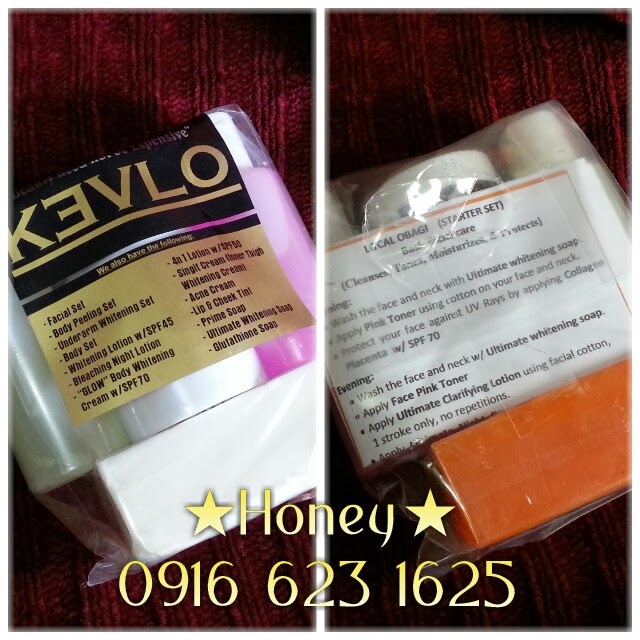 Expensive"
KƎVLO
We also have the following:
- Facial Set
- Body Peeling Set
- Underarm Whitening Set
- Body Set
- Whitening Lotion w/SPF45
- Bleaching Night Lotion
- "GLOW" Body Whitening
Cream w/SPF70
- 4n1 Lotion w/SPF50
- Singit Cream (Inner Thigh
Whitening Cream)
- Acne Cream
- Lip & Cheek Tint
- Prime Soap
- Ultimate Whitening Soap
- Glutathione Soap
LOCAL OBAGI (STARTER SET)
(Cleanses, Tones, Moisturizes, & Protects)
Wash the face and neck with Ultimate whitening soap.
Apply Pink Toner using cotton on your face and neck.
Protect your face against UV Rays by applying Collagen
Placenta w/ SPF 70
Evening:
• Wash the face and neck w/ Ultimate whitening soap.
• Apply Face Pink Toner
• Apply Ultimate Clarifying Lotion using facial cotton,
1 stroke only, no repetitions.
★Honey★
0916 623 1625